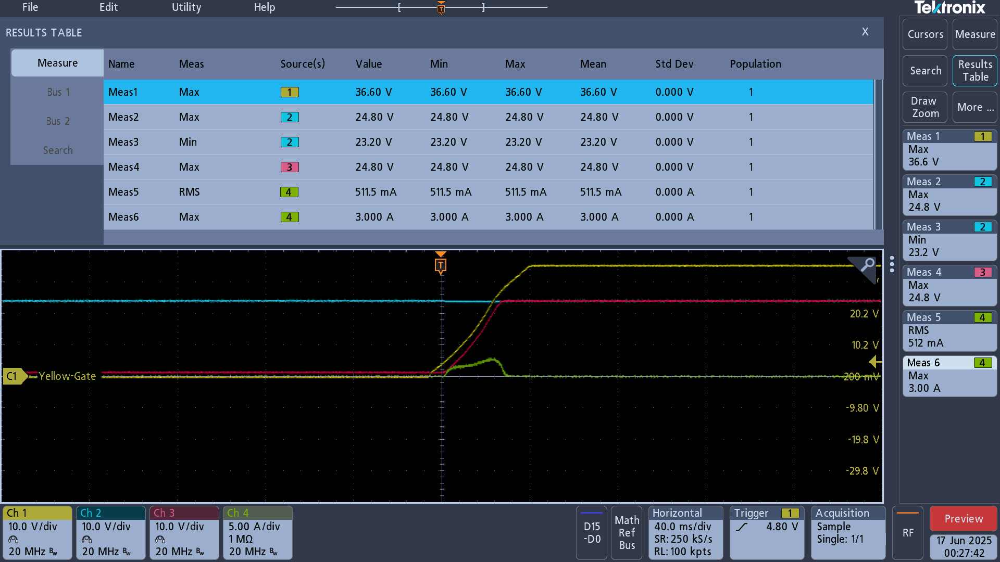 File Edit Utility Help
[ T ]
Tektronix
RESULTS TABLE X
Cursors Measure
Measure
Name Meas Source(s) Value Min Max Mean Std Dev Population
Search Results Table
Bus 1
Meas1 Max 1 36.60 V 36.60 V 36.60 V 36.60 V 0.000 V 1
Draw Zoom More ...
Meas2 Max 2 24.80 V 24.80 V 24.80 V 24.80 V 0.000 V 1
Bus 2
Meas3 Min 2 23.20 V 23.20 V 23.20 V 23.20 V 0.000 V 1
Search
Meas4 Max 3 24.80 V 24.80 V 24.80 V 24.80 V 0.000 V 1
Meas5 RMS 4 511.5 mA 511.5 mA 511.5 mA 511.5 mA 0.000 A 1
Meas6 Max 4 3.000 A 3.000 A 3.000 A 3.000 A 0.000 A 1
Meas 1 1
Max
36.6 V
Meas 2 2
Max
24.8 V
Meas 3 2
Min
23.2 V
Meas 4 3
Max
24.8 V
Meas 5 4
RMS
512 mA
Meas 6 4
Max
3.00 A
T
20.2 V
10.2 V
C1 Yellow-Gate
200 mV
-9.80 V
-19.8 V
-29.8 V
Ch 1
10.0 V/div
20 MHz Bw
Ch 2
10.0 V/div
20 MHz Bw
Ch 3
10.0 V/div
20 MHz Bw
Ch 4
5.00 A/div
1 MΩ
20 MHz Bw
D15
-D0
Math
Ref
Bus
Horizontal
40.0 ms/div
SR: 250 kS/s
RL: 100 kpts
Trigger 1
4.80 V
Acquisition
Sample
Single: 1/1
RF
Preview
17 Jun 2025
00:27:42